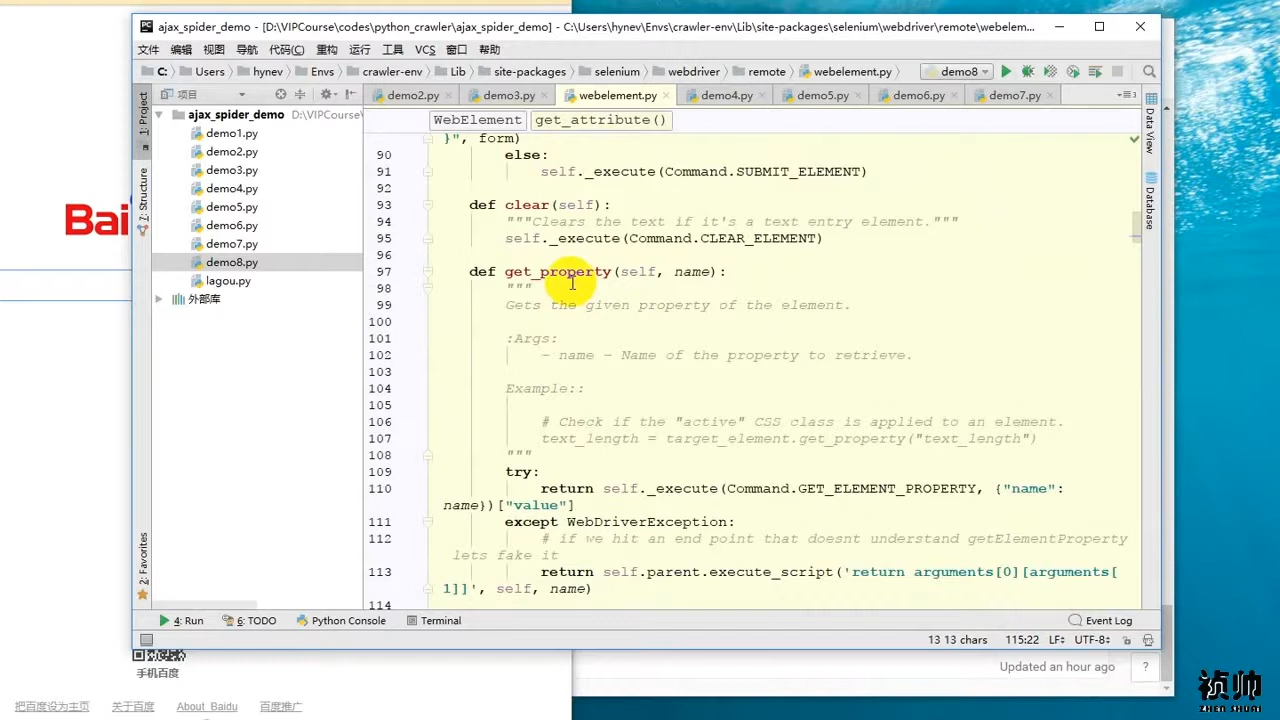 ajax_spider_demo - [D:\VIPCourse\codes\python_crawler\ajax_spider_demo] - C:\Users\hynev\Envs\crawler-env\Lib\site-packages\selenium\webdriver\remote\webelem...
文件 编辑 视图 导航 代码(C) 重构 运行 工具 VCS 窗口 帮助
C: Users hynev Envs crawler-env Lib site-packages selenium webdriver remote webelement.py demo8
项目
demo2.py demo3.py webelement.py demo4.py demo5.py demo6.py demo7.py
1: Project
7: Structure
2: Favorites
Data View
Database
ajax_spider_demo D:\VIPCourse\
demo1.py
demo2.py
demo3.py
demo4.py
demo5.py
demo6.py
demo7.py
demo8.py
lagou.py
外部库
WebElement get_attribute()
}", form)
90 else:
91 self._execute(Command.SUBMIT_ELEMENT)
92
93 def clear(self):
94 """Clears the text if it's a text entry element."""
95 self._execute(Command.CLEAR_ELEMENT)
96
97 def get_property(self, name):
98 """
99 Gets the given property of the element.
100
101 :Args:
102 - name - Name of the property to retrieve.
103
104 Example::
105
106 # Check if the "active" CSS class is applied to an element.
107 text_length = target_element.get_property("text_length")
108 """
109 try:
110 return self._execute(Command.GET_ELEMENT_PROPERTY, {"name":
name})["value"]
111 except WebDriverException:
112 # if we hit an end point that doesnt understand getElementProperty
lets fake it
113 return self.parent.execute_script('return arguments[0][arguments[
1]]', self, name)
114
4: Run 6: TODO Python Console Terminal Event Log
13 13 chars 115:22 LF UTF-8
Bai
Updated an hour ago ?
手机百度
把百度设为主页 关于百度 About Baidu 百度推广
祯帅
ZHEN SHUAI